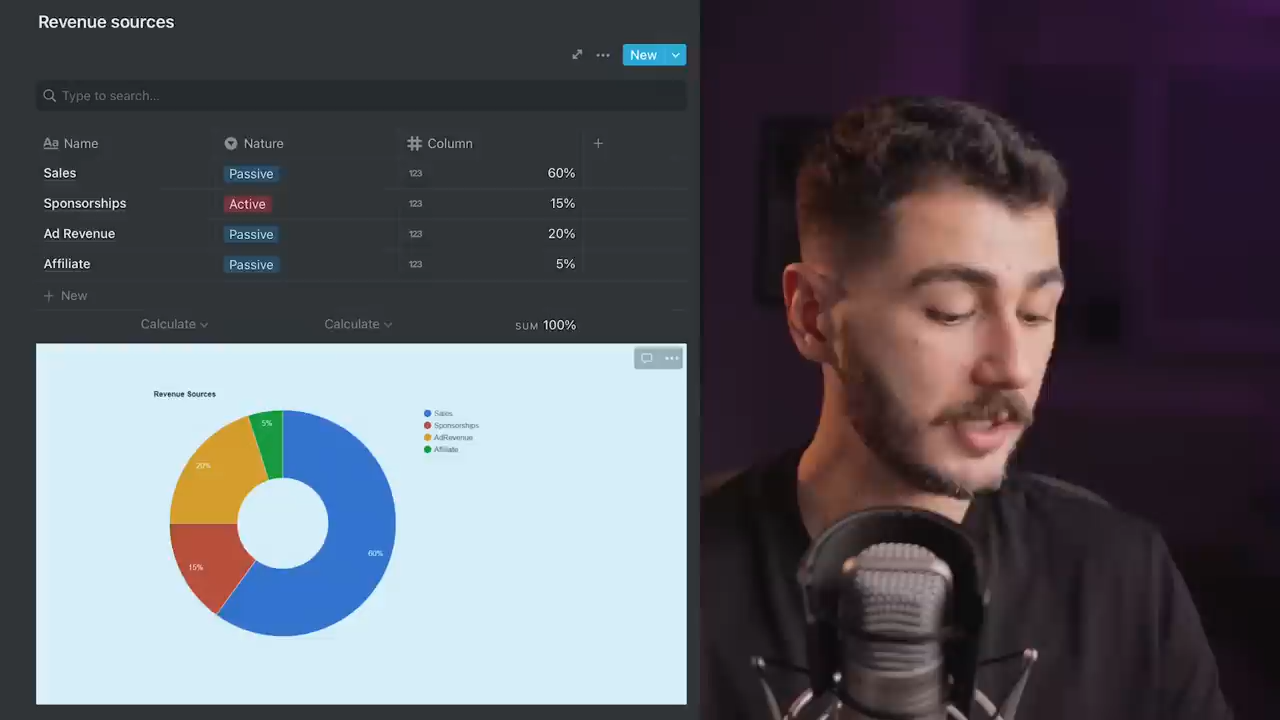 Revenue sources
New
Type to search...
Aa Name Nature Column
Sales Passive 123 60%
Sponsorships Active 123 15%
Ad Revenue Passive 123 20%
Affiliate Passive 123 5%
+ New
Calculate Calculate SUM 100%
Revenue Sources
5%
20%
15%
60%
Sales
Sponsorships
AdRevenue
Affiliate